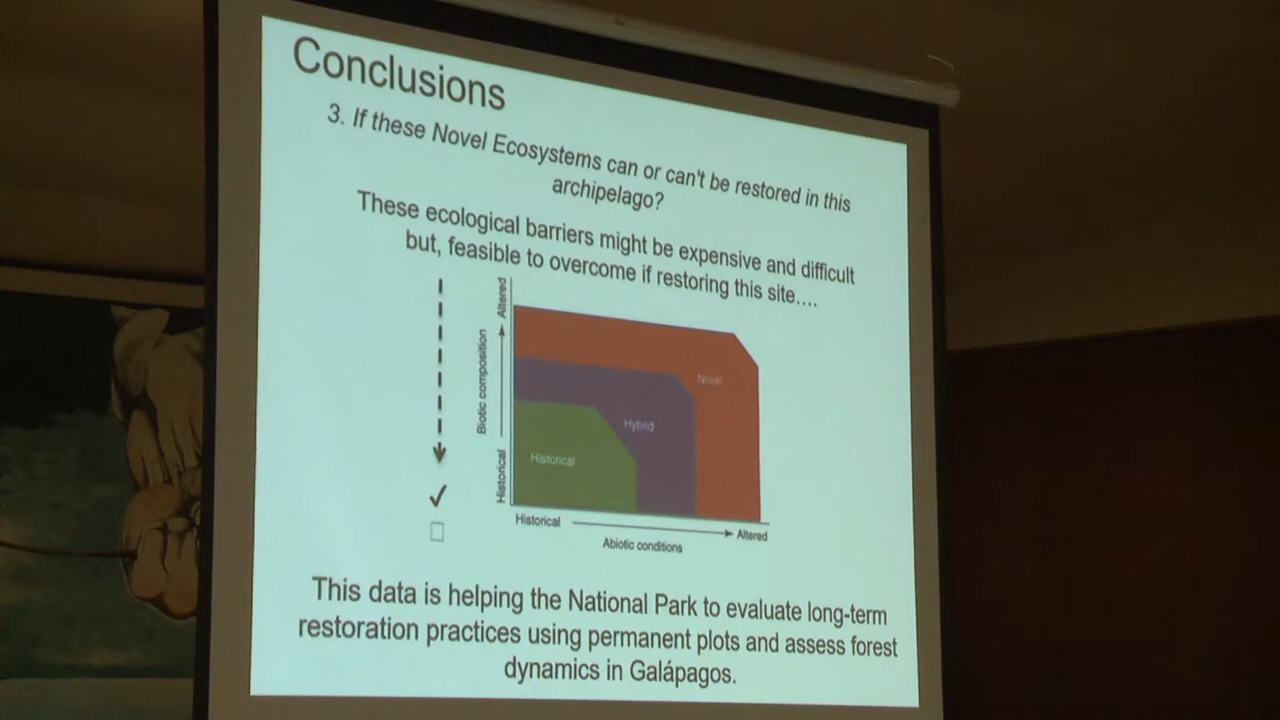 Conclusions
3. If these Novel Ecosystems can or can't be restored in this
archipelago?
These ecological barriers might be expensive and difficult
but, feasible to overcome if restoring this site....
Altered
Biotic composition
Historical
Novel
Hybrid
Historical
Historical
Altered
Abiotic conditions
This data is helping the National Park to evaluate long-term
restoration practices using permanent plots and assess forest
dynamics in Galápagos.